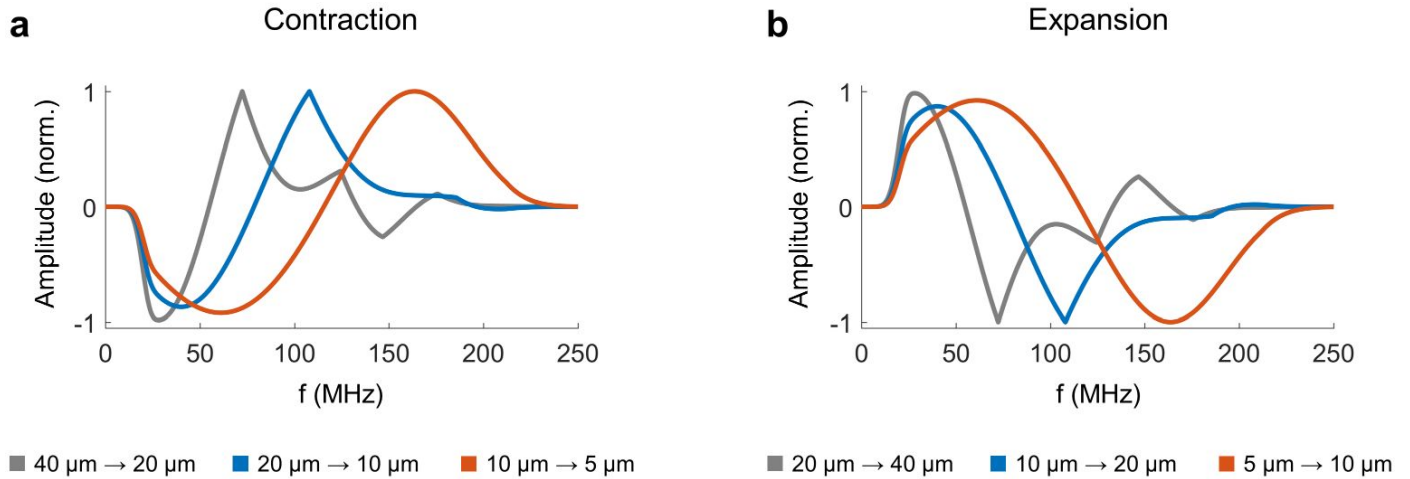 a
Contraction
Amplitude (norm.)
1
0
-1
0 50 100 150 200 250
f (MHz)
40 µm → 20 µm 20 µm → 10 µm 10 µm → 5 µm
b
Expansion
Amplitude (norm.)
1
0
-1
0 50 100 150 200 250
f (MHz)
20 µm → 40 µm 10 µm → 20 µm 5 µm → 10 µm